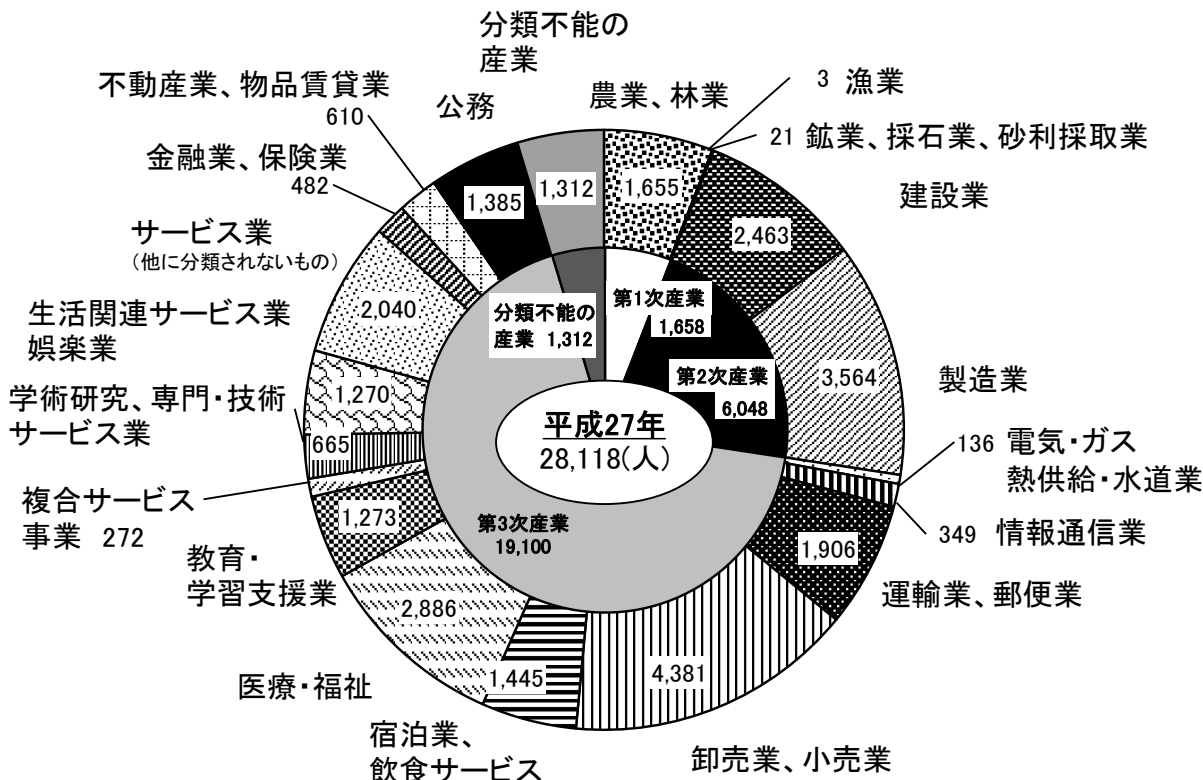 分類不能の
産業
農業、林業
1,655
3 漁業
21 鉱業、採石業、砂利採取業
建設業
2,463
製造業
3,564
136 電気・ガス
熱供給・水道業
349 情報通信業
運輸業、郵便業
1,906
卸売業、小売業
4,381
宿泊業、
飲食サービス
1,445
医療・福祉
2,886
教育・
学習支援業
1,273
複合サービス
事業 272
学術研究、専門・技術
サービス業
665
生活関連サービス業
娯楽業
1,270
サービス業
（他に分類されないもの）
2,040
金融業、保険業
482
不動産業、物品賃貸業
610
公務
1,385
1,312
分類不能の
産業 1,312
第1次産業
1,658
第2次産業
6,048
第3次産業
19,100
平成27年
28,118(人)